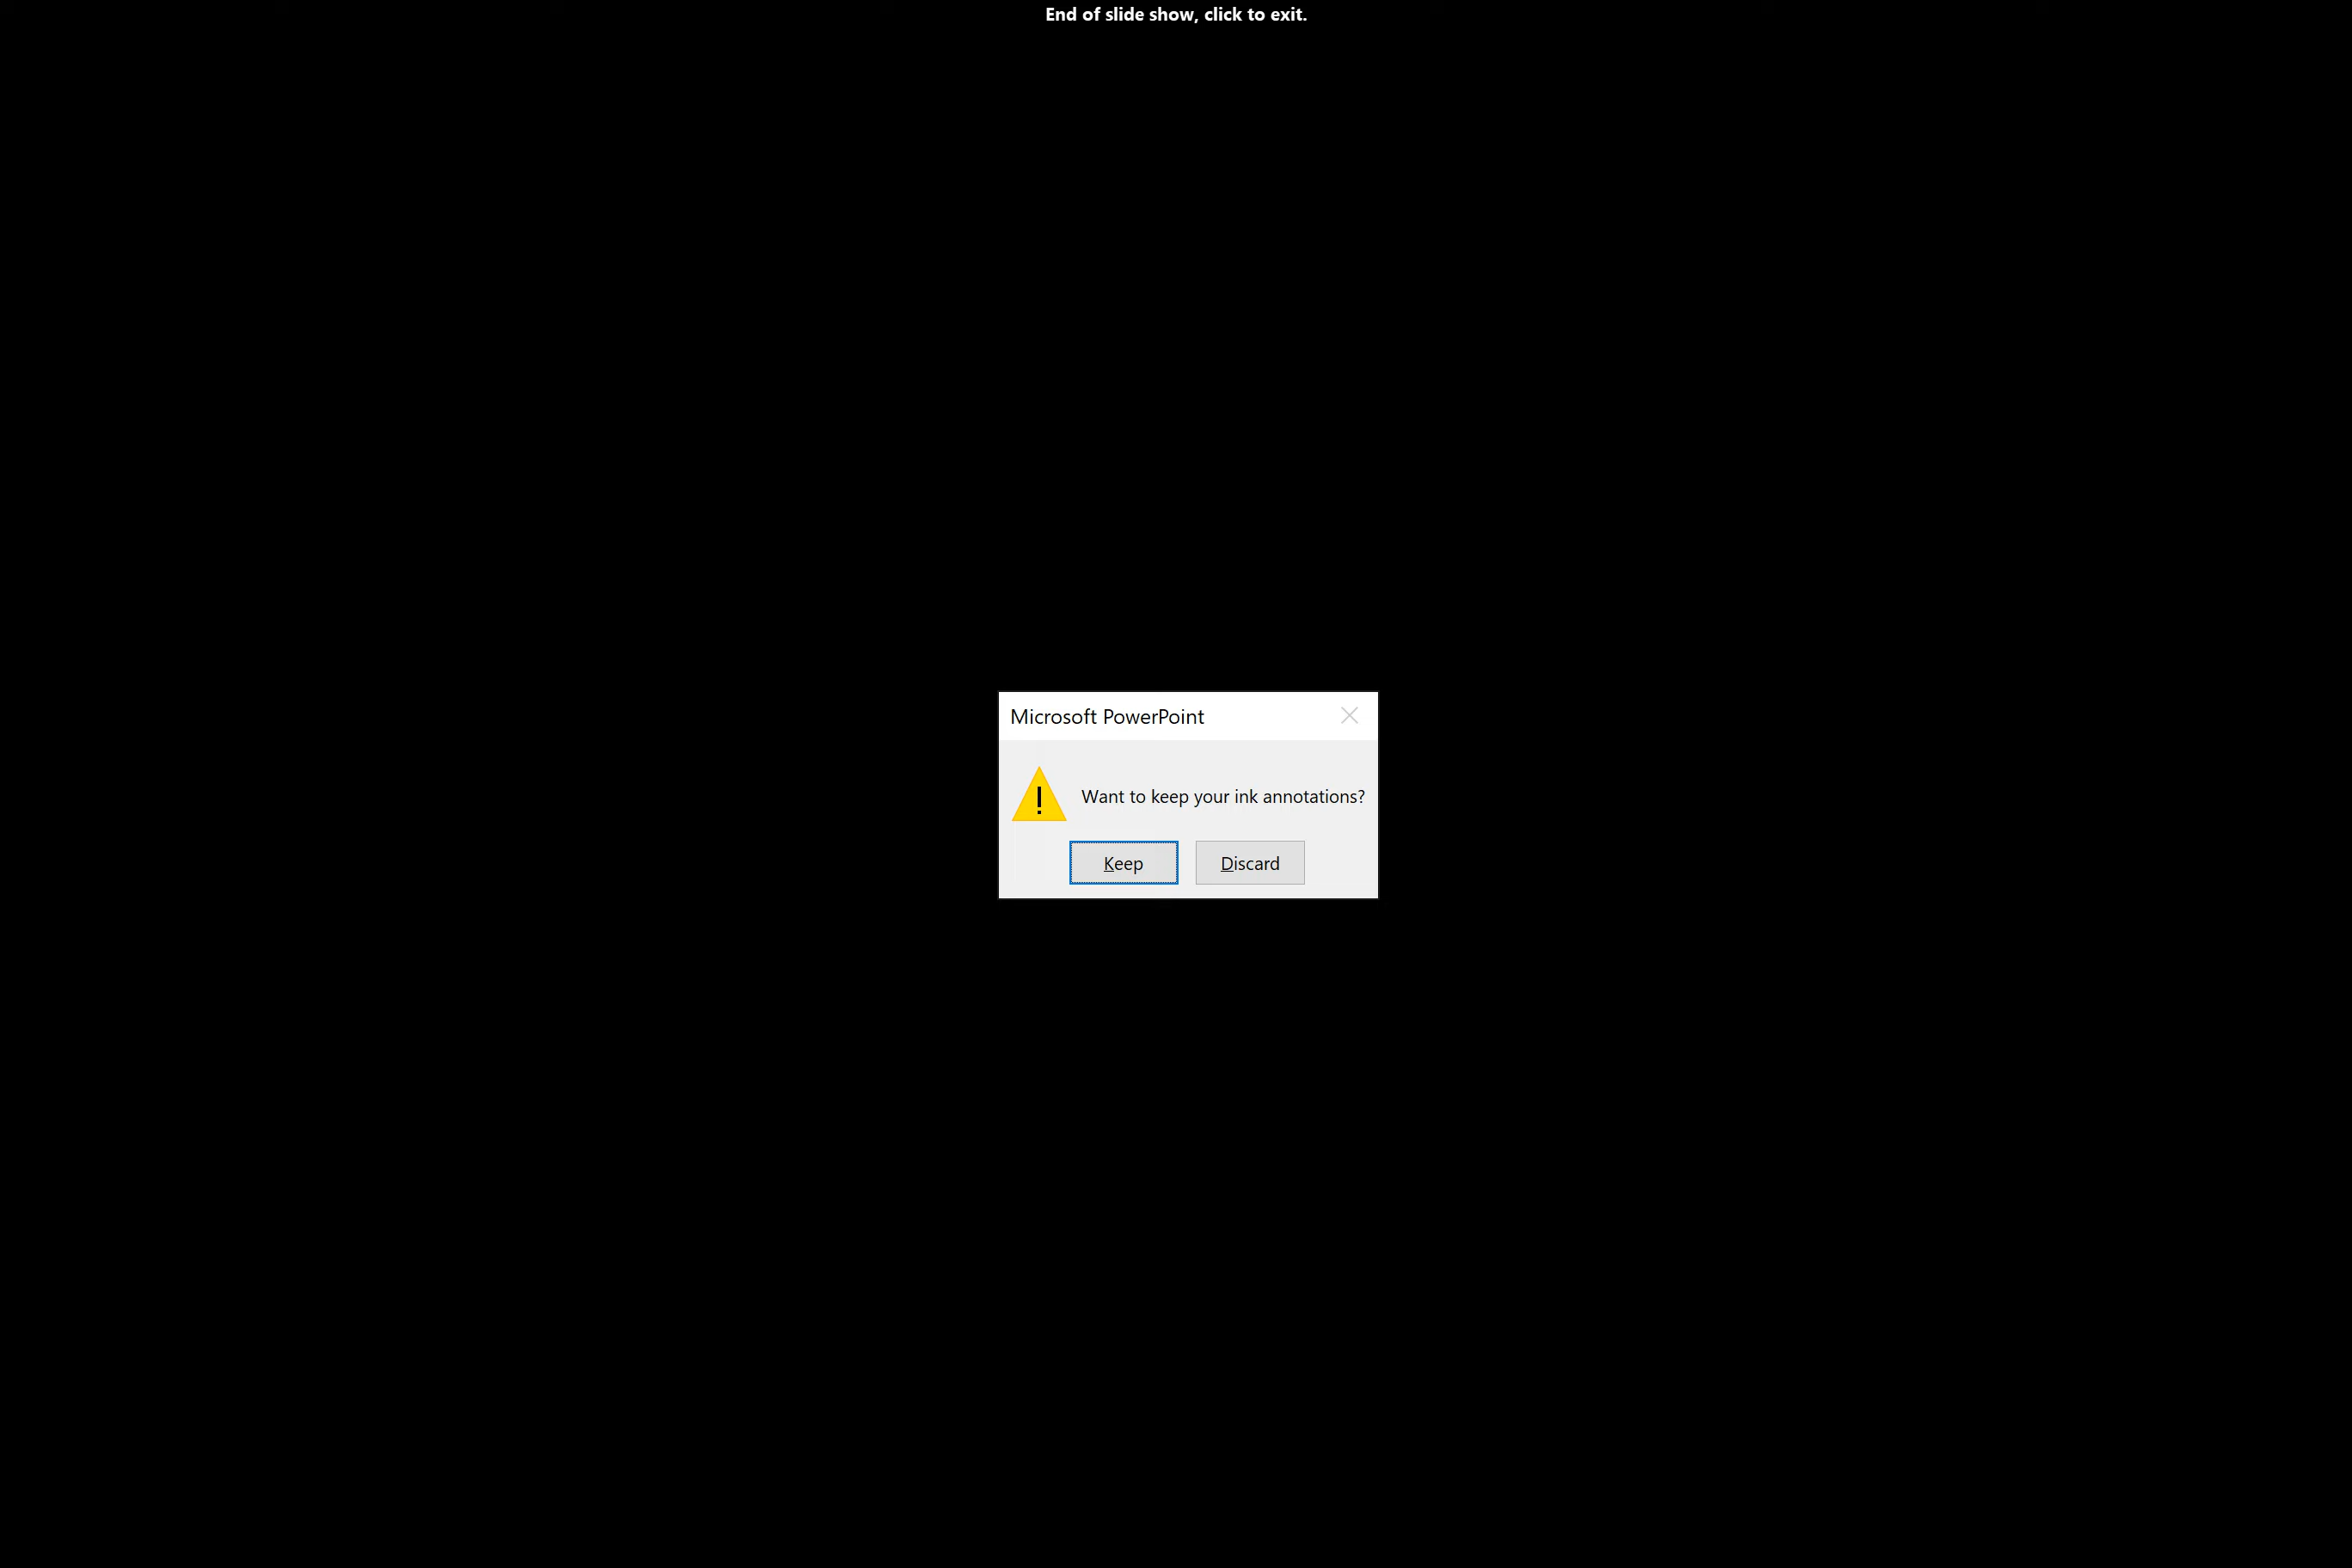 End of slide show, click to exit.
Microsoft PowerPoint
Want to keep your ink annotations?
Keep
Discard